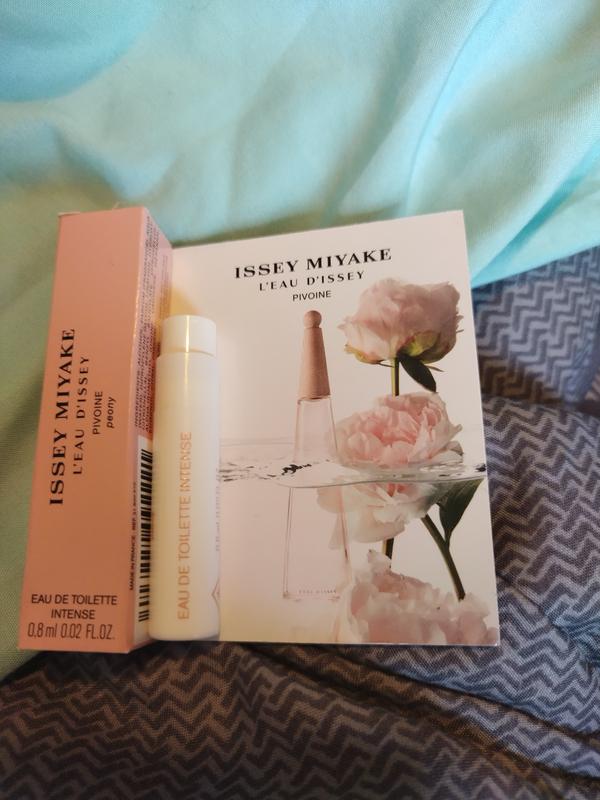 ISSEY MIYAKE
L'EAU D'ISSEY
PIVOINE
peony
EAU DE TOILETTE
INTENSE
0.8 ml 0.02 FL.OZ.
MADE IN FRANCE
EAU DE TOILETTE INTENSE
ISSEY MIYAKE
L'EAU D'ISSEY
PIVOINE